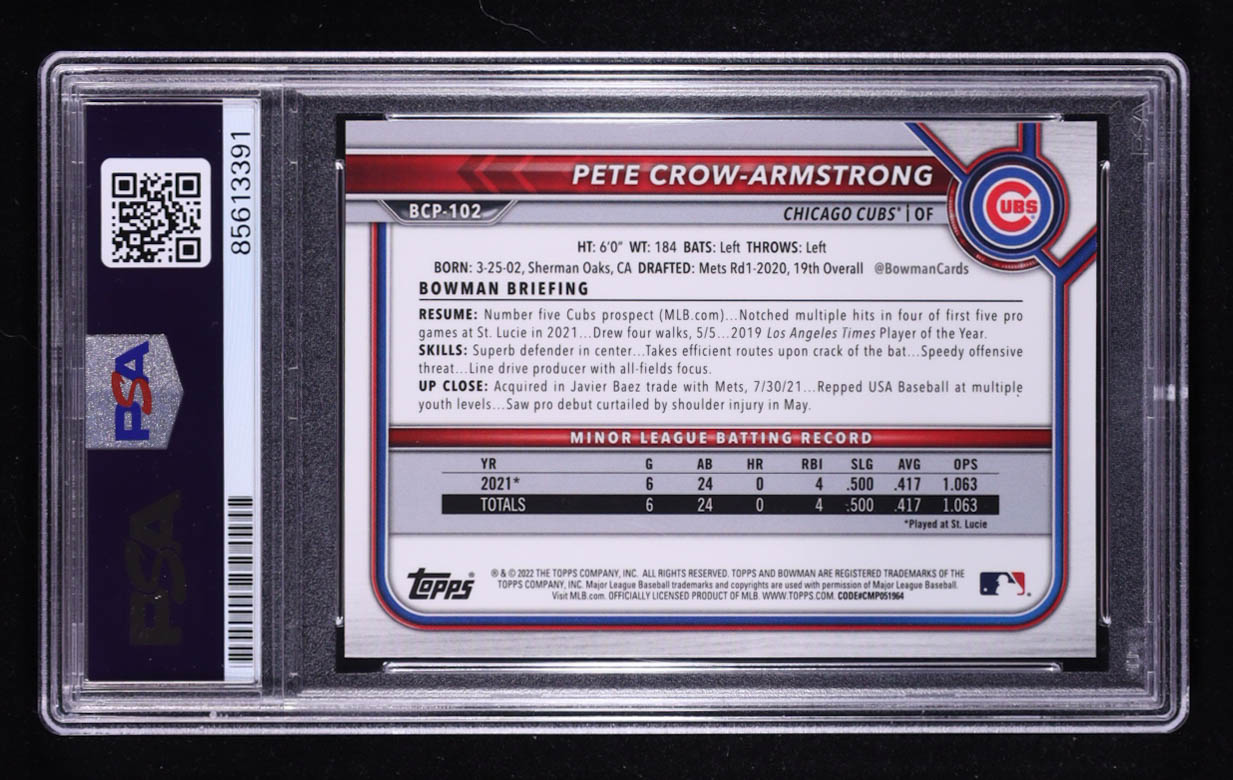 85613391
PSA
PSA
PETE CROW-ARMSTRONG
BCP-102
CHICAGO CUBS® | OF
CUBS
HT: 6'0" WT: 184 BATS: Left THROWS: Left
BORN: 3-25-02, Sherman Oaks, CA DRAFTED: Mets Rd1-2020, 19th Overall @BowmanCards
BOWMAN BRIEFING
RESUME: Number five Cubs prospect (MLB.com)...Notched multiple hits in four of first five pro
games at St. Lucie in 2021...Drew four walks, 5/5...2019 Los Angeles Times Player of the Year.
SKILLS: Superb defender in center...Takes efficient routes upon crack of the bat...Speedy offensive
threat...Line drive producer with all-fields focus.
UP CLOSE: Acquired in Javier Baez trade with Mets, 7/30/21...Repped USA Baseball at multiple
youth levels...Saw pro debut curtailed by shoulder injury in May.
MINOR LEAGUE BATTING RECORD
YR G AB HR RBI SLG AVG OPS
2021* 6 24 0 4 .500 .417 1.063
TOTALS 6 24 0 4 .500 .417 1.063
*Played at St. Lucie
topps®
® & © 2022 THE TOPPS COMPANY, INC. ALL RIGHTS RESERVED. TOPPS AND BOWMAN ARE REGISTERED TRADEMARKS OF THE
TOPPS COMPANY, INC. Major League Baseball trademarks and copyrights are used with permission of Major League Baseball.
Visit MLB.com. OFFICIALLY LICENSED PRODUCT OF MLB. WWW.TOPPS.COM. CODE#CMP051964